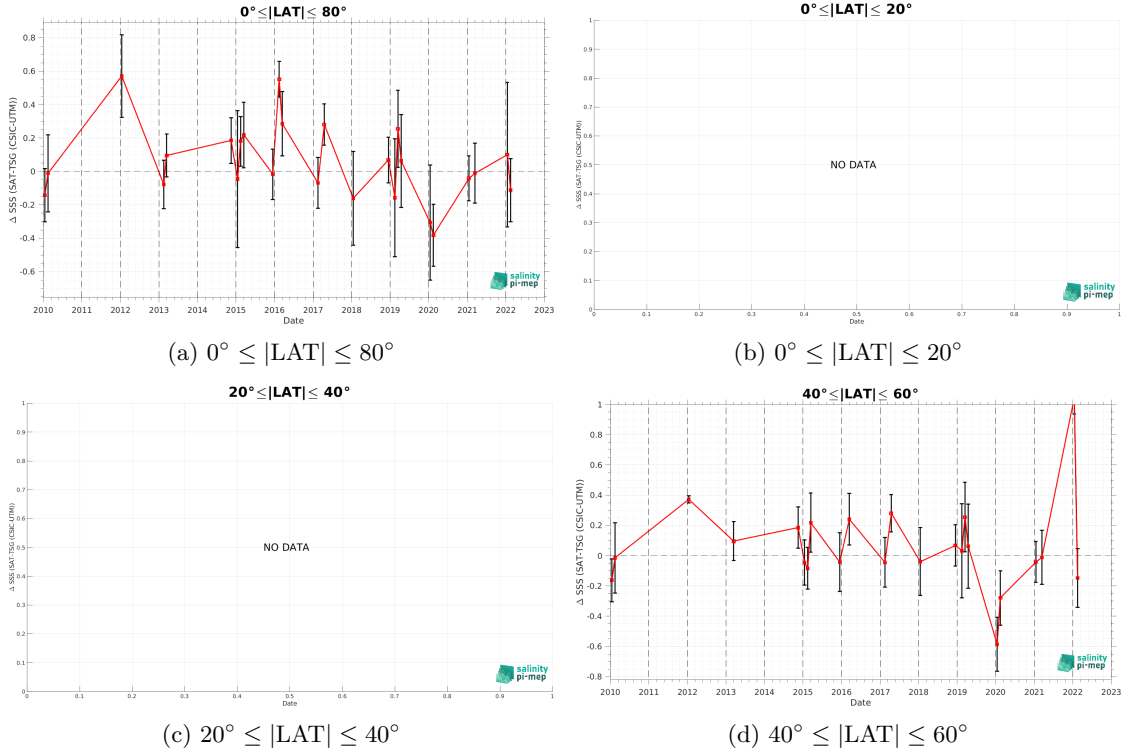 0°≤|LAT|≤ 80°
Δ SSS (SAT-TSG (CSIC-UTM))
0.8
0.6
0.4
0.2
0
-0.2
-0.4
-0.6
2010 2011 2012 2013 2014 2015 2016 2017 2018 2019 2020 2021 2022 2023
Date
salinity
pi-mep
(a) 0° ≤ |LAT| ≤ 80°
0°≤|LAT|≤ 20°
Δ SSS (SAT-TSG (CSIC-UTM))
1
0.9
0.8
0.7
0.6
0.5
0.4
0.3
0.2
0.1
0
NO DATA
0 0.1 0.2 0.3 0.4 0.5 0.6 0.7 0.8 0.9 1
Date
salinity
pi-mep
(b) 0° ≤ |LAT| ≤ 20°
20°≤|LAT|≤ 40°
Δ SSS (SAT-TSG (CSIC-UTM))
1
0.9
0.8
0.7
0.6
0.5
0.4
0.3
0.2
0.1
0
NO DATA
0 0.1 0.2 0.3 0.4 0.5 0.6 0.7 0.8 0.9 1
Date
salinity
pi-mep
(c) 20° ≤ |LAT| ≤ 40°
40°≤|LAT|≤ 60°
Δ SSS (SAT-TSG (CSIC-UTM))
1
0.8
0.6
0.4
0.2
0
-0.2
-0.4
-0.6
-0.8
2010 2011 2012 2013 2014 2015 2016 2017 2018 2019 2020 2021 2022 2023
Date
salinity
pi-mep
(d) 40° ≤ |LAT| ≤ 60°